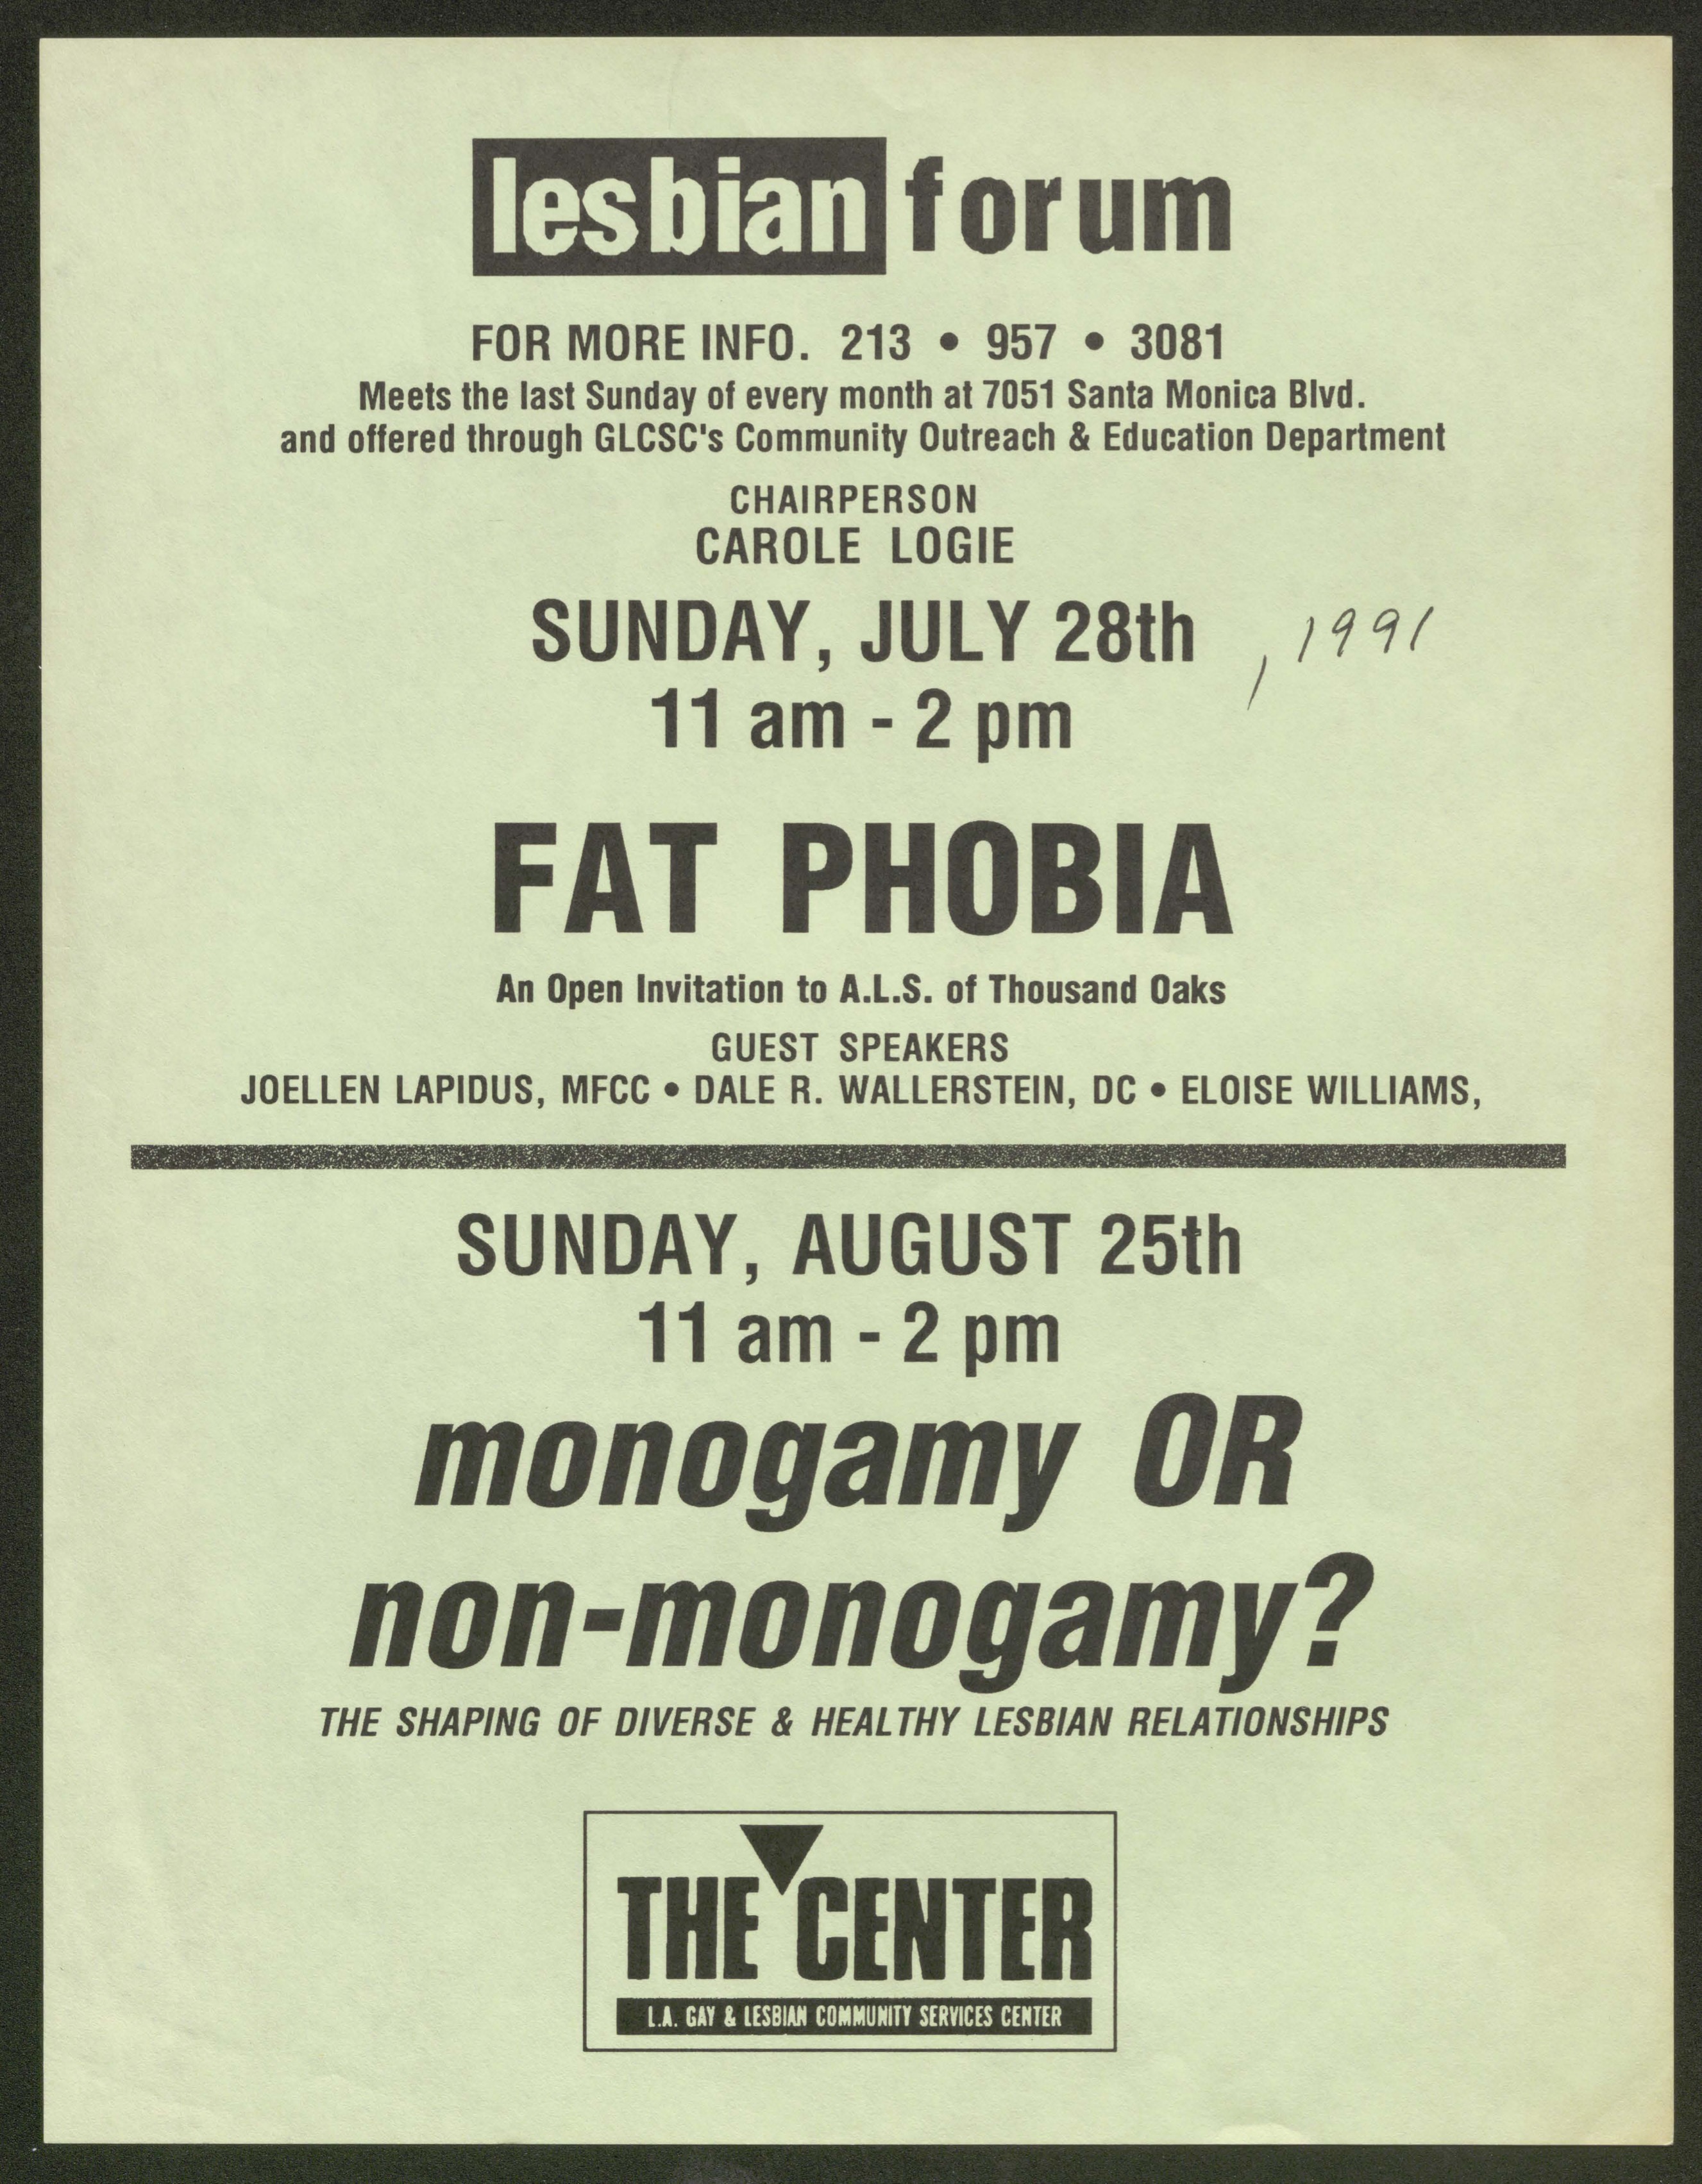 lesbian forum
FOR MORE INFO. 213 • 957 • 3081
Meets the last Sunday of every month at 7051 Santa Monica Blvd.
and offered through GLCSC's Community Outreach & Education Department
CHAIRPERSON
CAROLE LOGIE
SUNDAY, JULY 28th , 1991
11 am - 2 pm
FAT PHOBIA
An Open Invitation to A.L.S. of Thousand Oaks
GUEST SPEAKERS
JOELLEN LAPIDUS, MFCC • DALE R. WALLERSTEIN, DC • ELOISE WILLIAMS,
SUNDAY, AUGUST 25th
11 am - 2 pm
monogamy OR
non-monogamy?
THE SHAPING OF DIVERSE & HEALTHY LESBIAN RELATIONSHIPS
THE CENTER
L.A. GAY & LESBIAN COMMUNITY SERVICES CENTER